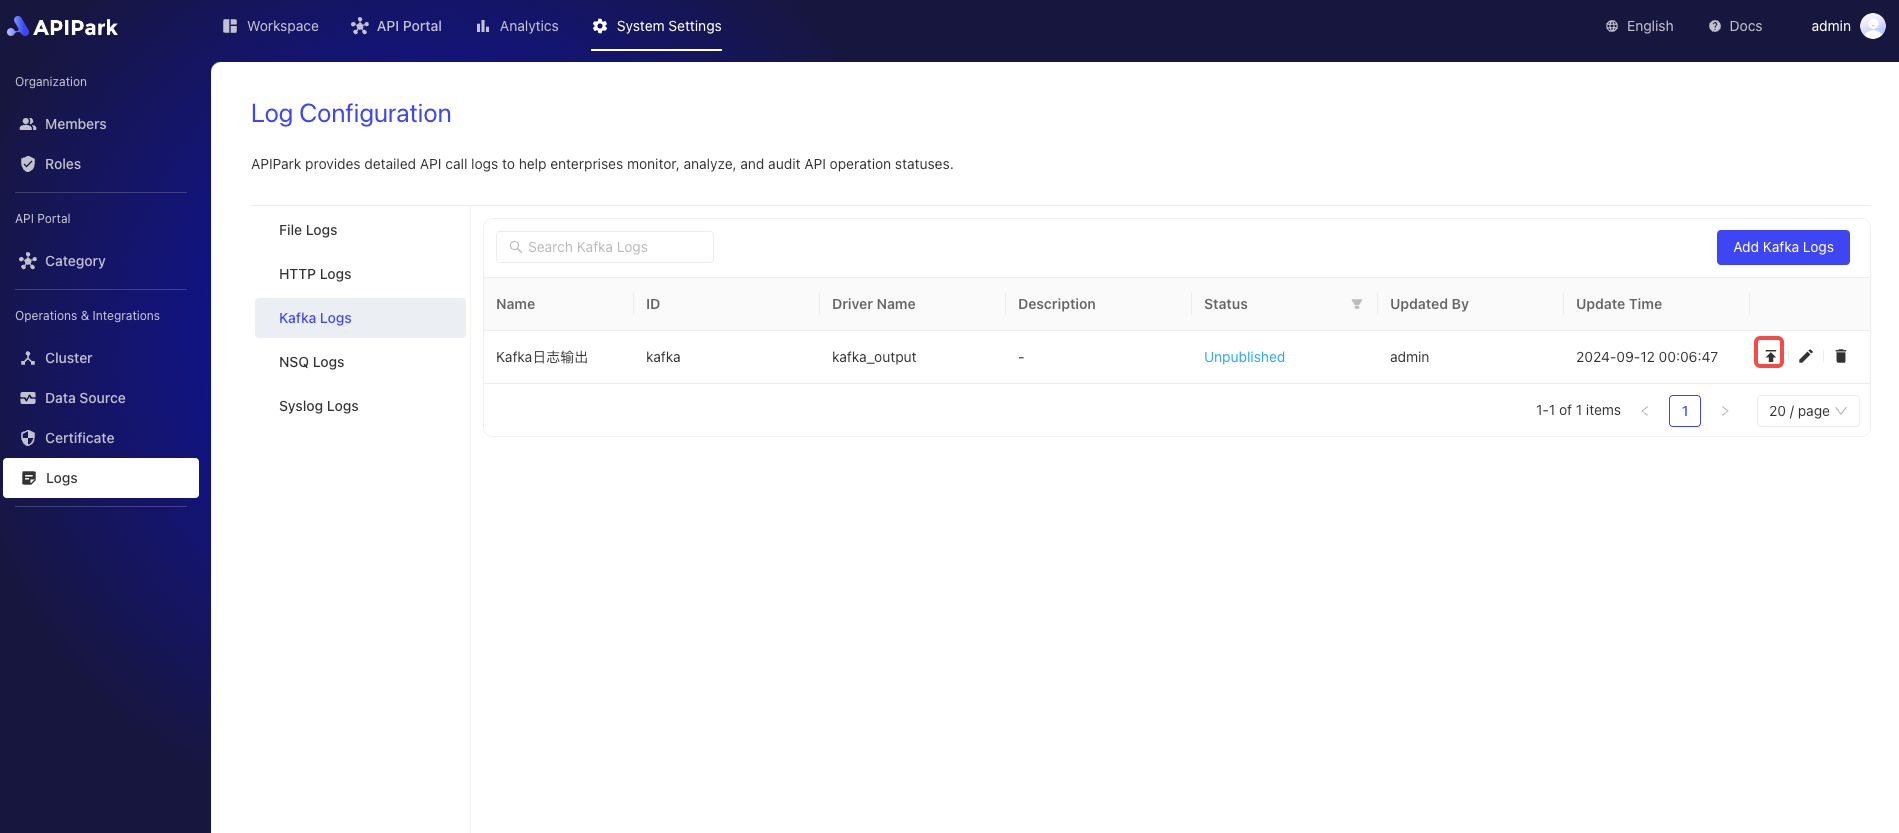 APIPark
Workspace
API Portal
Analytics
System Settings
English
Docs
admin
Organization
Members
Roles
API Portal
Category
Operations & Integrations
Cluster
Data Source
Certificate
Logs
Log Configuration
APIPark provides detailed API call logs to help enterprises monitor, analyze, and audit API operation statuses.
File Logs
HTTP Logs
Kafka Logs
NSQ Logs
Syslog Logs
Search Kafka Logs
Add Kafka Logs
Name ID Driver Name Description Status Updated By Update Time
Kafka日志输出 kafka kafka_output - Unpublished admin 2024-09-12 00:06:47
1-1 of 1 items < 1 > 20 / page